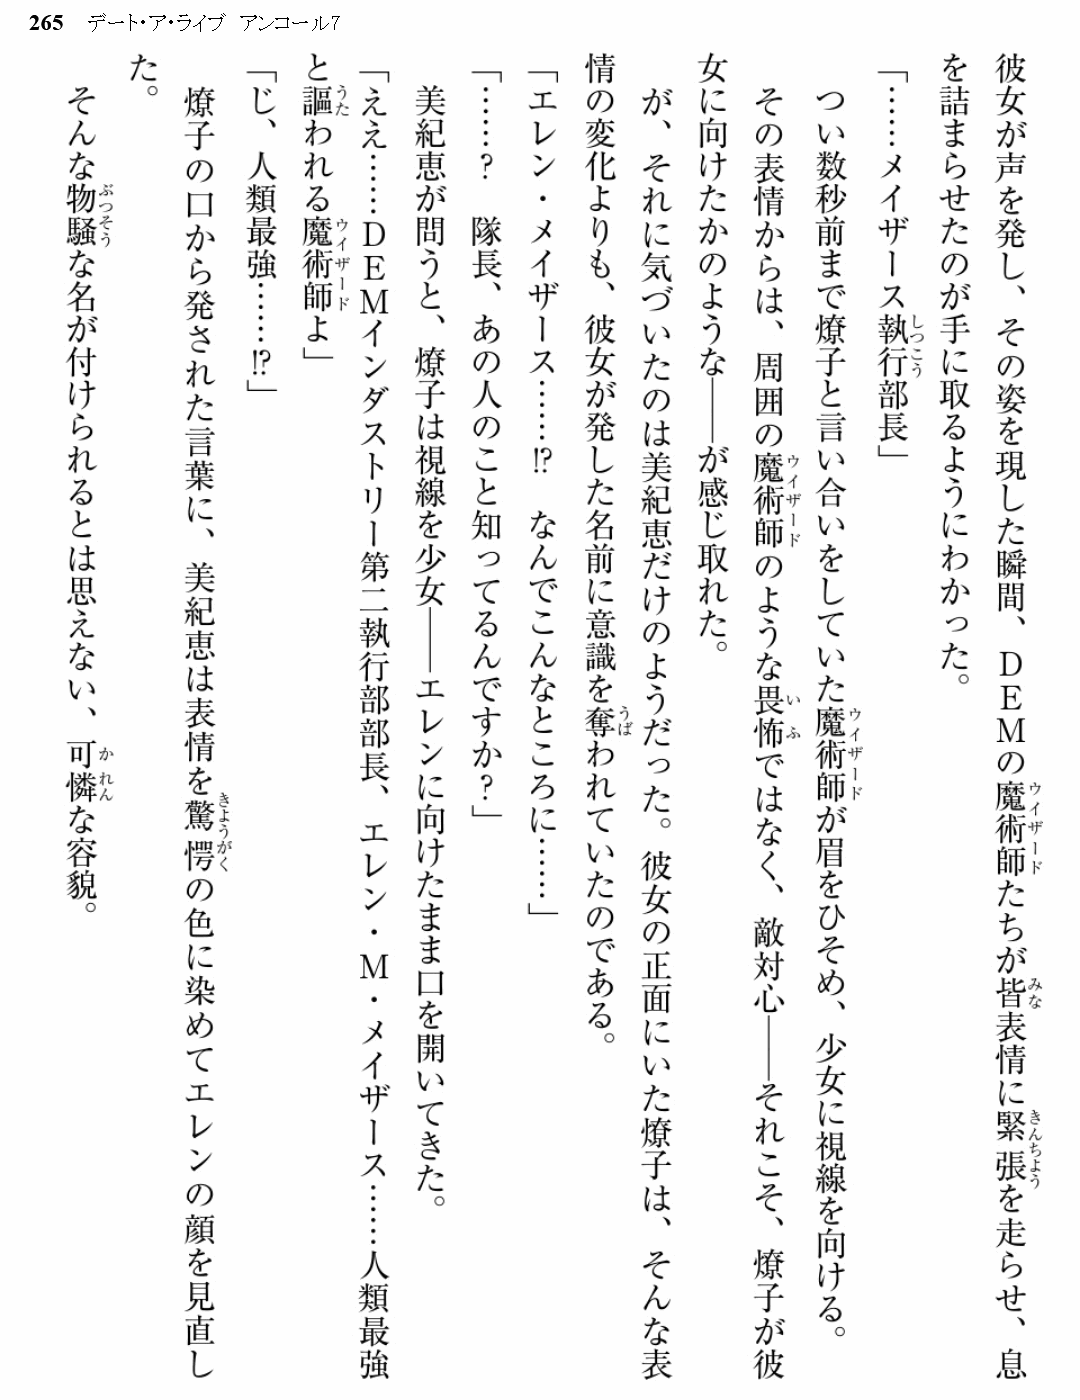 265 デート・ア・ライブ アンコール7
彼女が声を発し、その姿を現した瞬間、DEMの魔術師たちが皆表情に緊張を走らせ、息
を詰まらせたのが手に取るようにわかった。
「……メイザース執行部長」
つい数秒前まで燎子と言い合いをしていた魔術師が眉をひそめ、少女に視線を向ける。
その表情からは、周囲の魔術師のような畏怖ではなく、敵対心――それこそ、燎子が彼
女に向けたかのような――が感じ取れた。
が、それに気づいたのは美紀恵だけのようだった。彼女の正面にいた燎子は、そんな表
情の変化よりも、彼女が発した名前に意識を奪われていたのである。
「エレン・メイザース……!? なんでこんなところに……」
「……? 隊長、あの人のこと知ってるんですか?」
美紀恵が問うと、燎子は視線を少女――エレンに向けたまま口を開いてきた。
「ええ……DEMインダストリー第二執行部部長、エレン・M・メイザース……人類最強
と謳われる魔術師よ」
「じ、人類最強……!?」
燎子の口から発された言葉に、美紀恵は表情を驚愕の色に染めてエレンの顔を見直し
た。
そんな物騒な名が付けられるとは思えない、可憐な容貌。